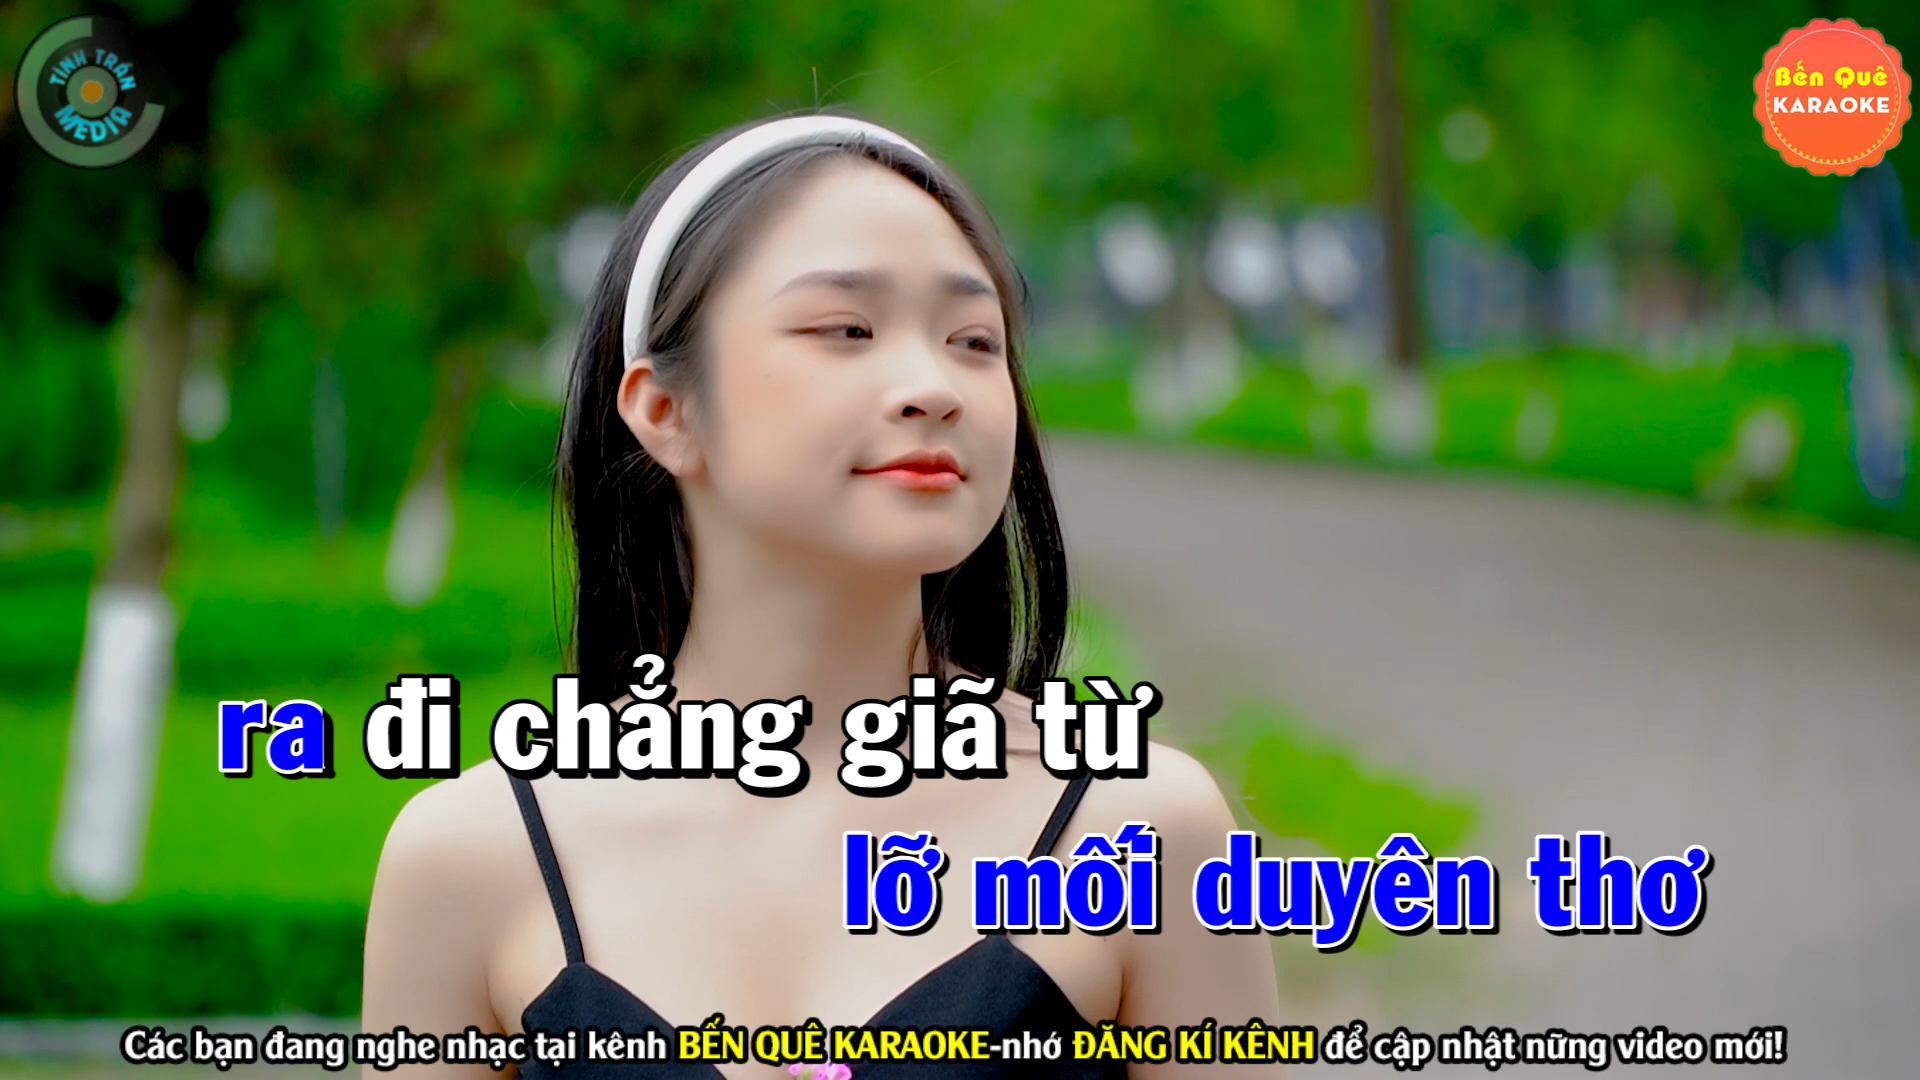 TÌNH TRẦN
MEDIA
Bến Quê
KARAOKE
ra đi chẳng giã từ
lỡ mối duyên thơ
Các bạn đang nghe nhạc tại kênh BẾN QUÊ KARAOKE-nhớ ĐĂNG KÍ KÊNH để cập nhật nững video mới!